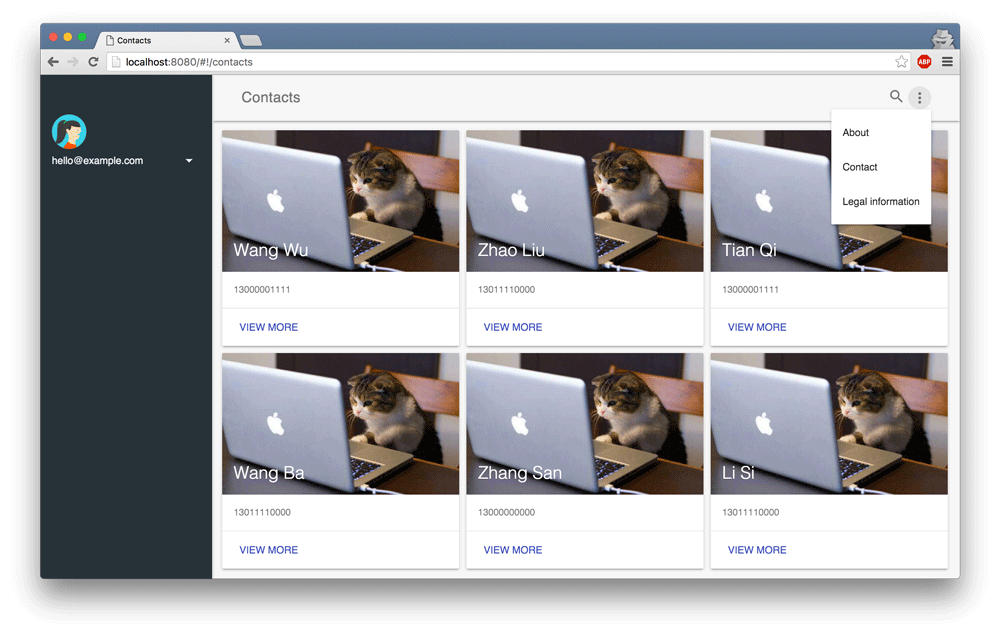 Contacts
localhost:8080/#!/contacts
ABP
Contacts
hello@example.com
About
Contact
Legal information
Wang Wu
Zhao Liu
Tian Qi
13000001111
13011110000
13000001111
VIEW MORE
VIEW MORE
VIEW MORE
Wang Ba
Zhang San
Li Si
13011110000
13000000000
13011110000
VIEW MORE
VIEW MORE
VIEW MORE